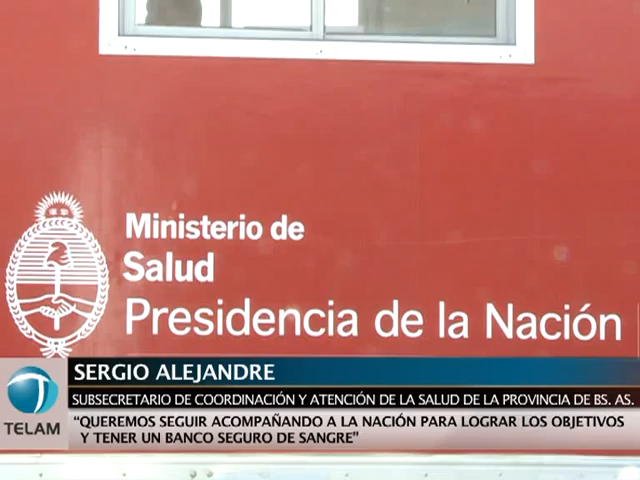 Ministerio de
Salud
Presidencia de la Nación
SERGIO ALEJANDRE
SUBSECRETARIO DE COORDINACIÓN Y ATENCIÓN DE LA SALUD DE LA PROVINCIA DE BS. AS.
“QUEREMOS SEGUIR ACOMPAÑANDO A LA NACIÓN PARA LOGRAR LOS OBJETIVOS
Y TENER UN BANCO SEGURO DE SANGRE”
TELAM